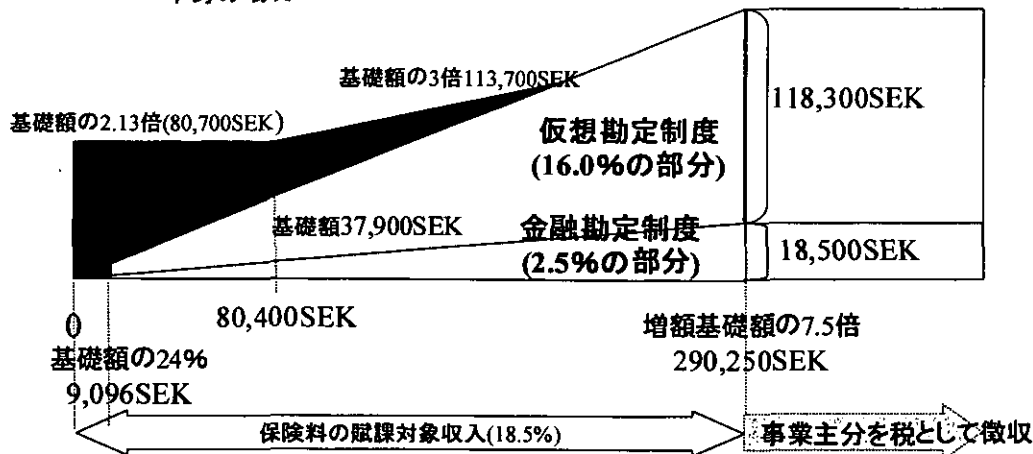 基礎額の3倍113,700SEK
基礎額の2.13倍(80,700SEK)
118,300SEK
仮想勘定制度
(16.0%の部分)
基礎額37,900SEK
金融勘定制度
(2.5%の部分)
18,500SEK
0
80,400SEK
増額基礎額の7.5倍
基礎額の24%
290,250SEK
9,096SEK
保険料の賦課対象収入(18.5%)
事業主分を税として徴収